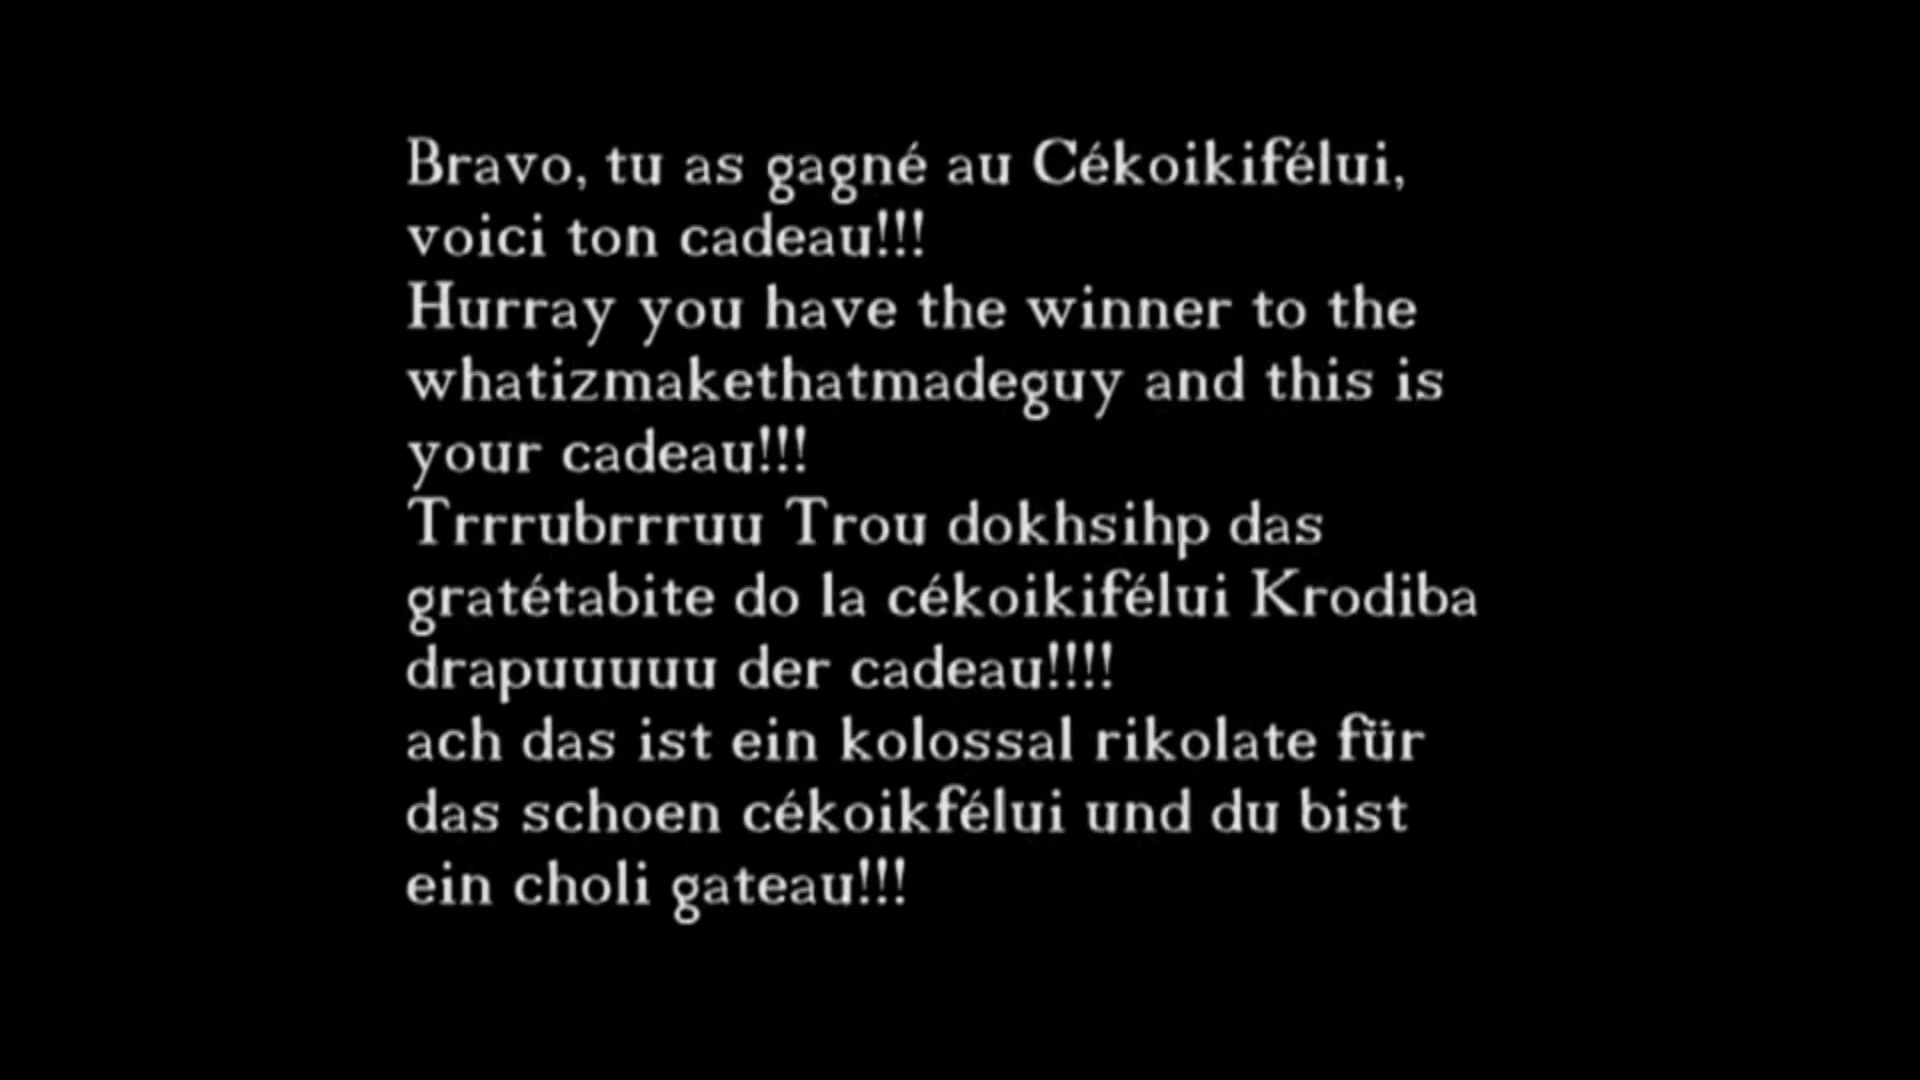 Bravo, tu as gagné au Cékoikifélui,
voici ton cadeau!!!
Hurray you have the winner to the
whatizmakethatmadeguy and this is
your cadeau!!!
Trrrubrrruu Trou dokhsihp das
gratétabite do la cékoikifélui Krodiba
drapuuuuu der cadeau!!!!
ach das ist ein kolossal rikolate für
das schoen cékoikfélui und du bist
ein choli gateau!!!